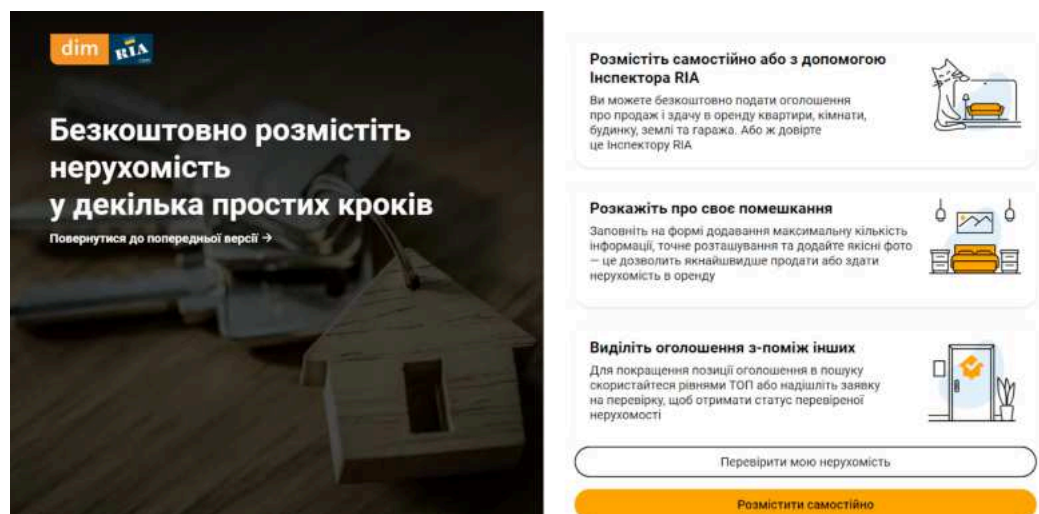 dim RIA
.com
Безкоштовно розмістіть
нерухомість
у декілька простих кроків
Повернутися до попередньої версії →
Розмістіть самостійно або з допомогою
Інспектора RIA
Ви можете безкоштовно подати оголошення
про продаж і здачу в оренду квартири, кімнати,
будинку, землі та гаража. Або ж довірте
це Інспектору RIA
Розкажіть про своє помешкання
Заповніть на формі додавання максимальну кількість
інформації, точне розташування та додайте якісні фото
— це дозволить якнайшвидше продати або здати
нерухомість в оренду
Виділіть оголошення з-поміж інших
Для покращення позиції оголошення в пошуку
скористайтеся рівнями ТОП або надішліть заявку
на перевірку, щоб отримати статус перевіреної
нерухомості
Перевірити мою нерухомість
Розмістити самостійно